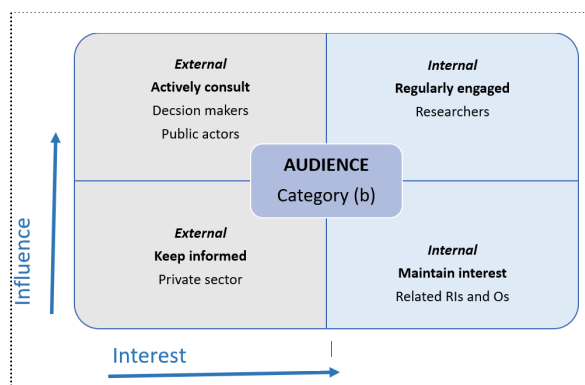 External
Actively consult
Decsion makers
Public actors
Internal
Regularly engaged
Researchers
AUDIENCE
Category (b)
External
Keep informed
Private sector
Internal
Maintain interest
Related RIs and Os
Influence
Interest